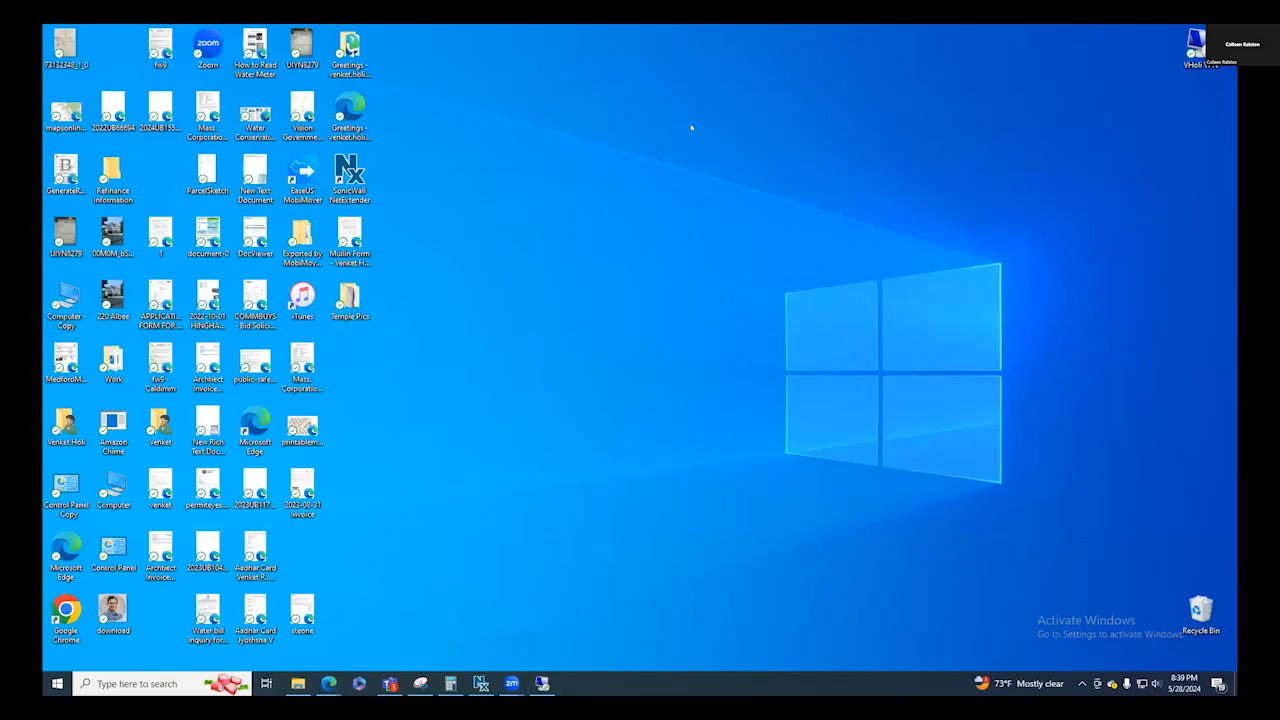 Colleen Ralston
Colleen Ralston
73132348_1_0
fw9
Zoom
How to Read
Water Meter
UIYN8279
Greetings -
venket.holi...
mapsonlin...
2022UB66694
2024UB155...
Mass.
Corporatio...
Water
Conservati...
Vision
Governme...
Greetings -
venket.holi...
GenerateR...
Refinance
Information
ParcelSketch
New Text
Document
EaseUS
MobiMover
SonicWall
NetExtender
UIYN8279
00M0M_bS...
1
document-0
DocViewer
Exported by
MobiMov...
Mullin Form
- Venket H...
Computer -
Copy
220 Albee
APPLICATI...
FORM FOR ...
2022-10-01
HINGHA...
COMMBUYS
- Bid Solici...
iTunes
Temple Pics
MedfordM...
Work
fw9 -
Caldimm
Architect
Invoice...
public-safe...
Mass.
Corporatio...
Venket Holi
Amazon
Chime
Venket
New Rich
Text Doc...
Microsoft
Edge
printablem...
Control Panel
- Copy
Computer
venket
permiteyes...
2023UB117...
2023-08-31
Invoice
Microsoft
Edge
Control Panel
Architect
Invoice...
2023UB104...
Aadhar Card
Venket R. ...
Google
Chrome
download
Water bill
inquiry for...
Aadhar Card
Jyothsna V
steone
zoom
Activate Windows
Go to Settings to activate Windows.
Recycle Bin
Type here to search
zm
73°F Mostly clear
8:39 PM
5/28/2024